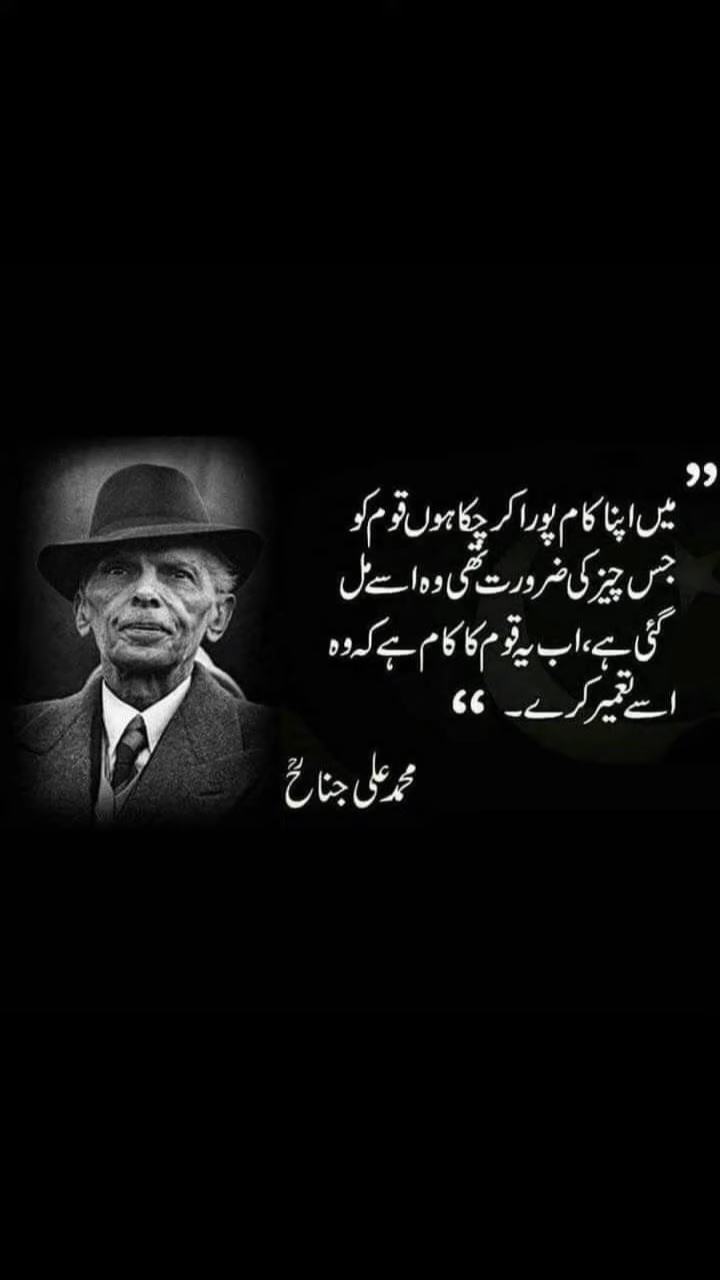 ”میں اپنا کام پورا کر چکا ہوں قوم کو
جس چیز کی ضرورت تھی وہ اسے مل
گئی ہے، اب یہ قوم کا کام ہے کہ وہ
اسے تعمیر کرے۔ “
محمد علی جناحؒ